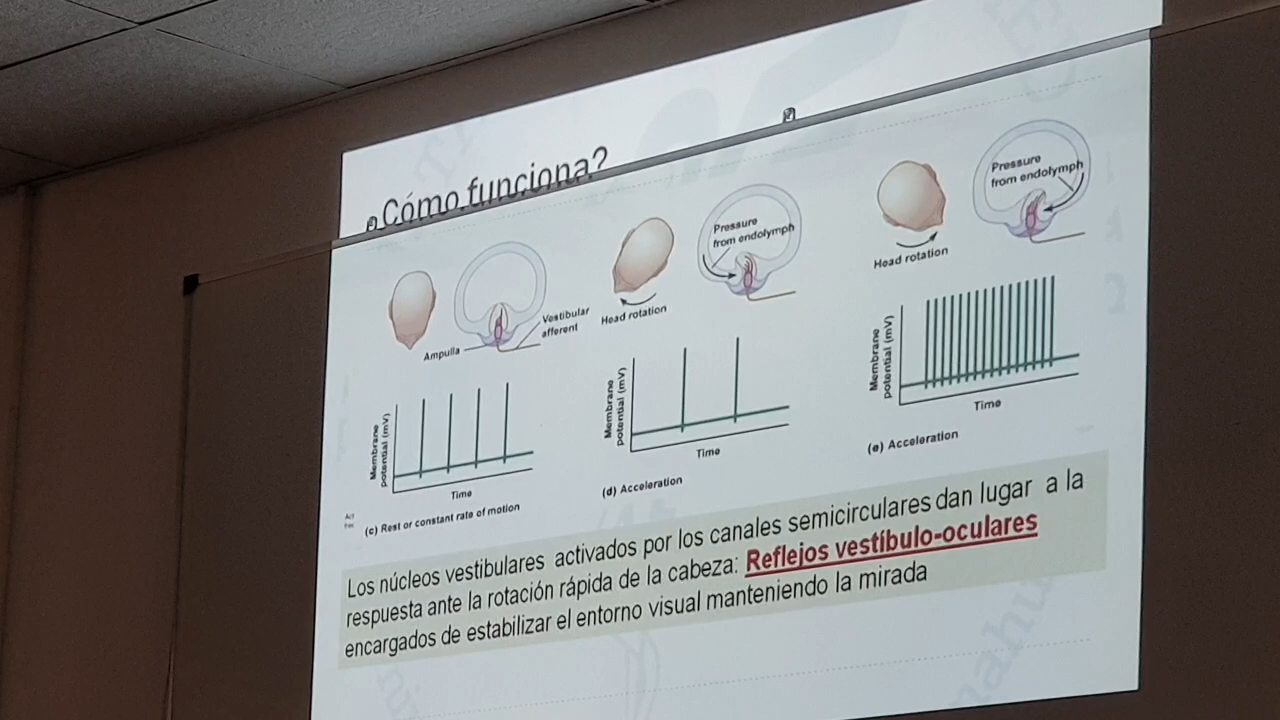 ¿Cómo funciona?
Ampulla
Vestibular
afferent
Membrane
potential (mV)
Time
(c) Rest or constant rate of motion
Head rotation
Pressure
from endolymph
Membrane
potential (mV)
Time
(d) Acceleration
Head rotation
Pressure
from endolymph
Membrane
potential (mV)
Time
(e) Acceleration
Los núcleos vestibulares activados por los canales semicirculares dan lugar a la
respuesta ante la rotación rápida de la cabeza: Reflejos vestíbulo-oculares
encargados de estabilizar el entorno visual manteniendo la mirada